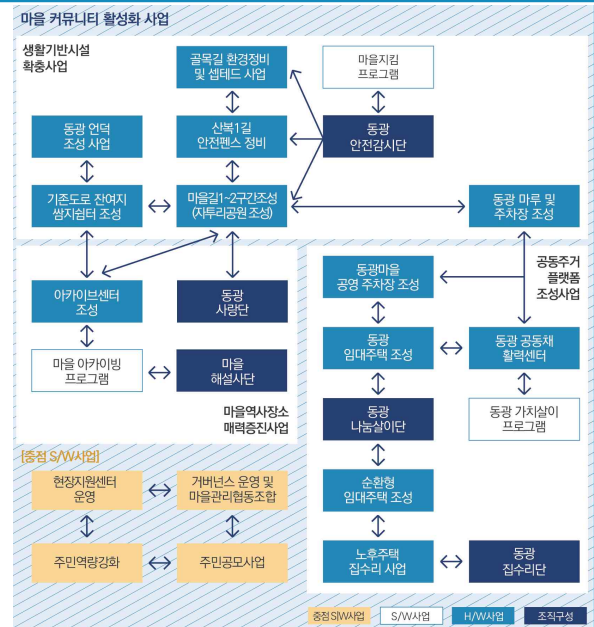 마을 커뮤니티 활성화 사업
생활기반시설
확충사업
골목길 환경정비
및 셉테드 사업
마을지킴
프로그램
동광 언덕
조성 사업
산복1길
안전펜스 정비
동광
안전감시단
기존도로 잔여지
쌈지쉼터 조성
마을길1~2구간조성
(자투리공원 조성)
동광 마루 및
주차장 조성
아카이브센터
조성
동광
사랑단
동광마을
공영 주차장 조성
공동주거
플랫폼
조성사업
마을 아카이빙
프로그램
마을
해설사단
동광
임대주택 조성
동광 공동채
활력센터
마을역사장소
매력증진사업
동광
나눔살이단
동광 가치살이
프로그램
[중점 S/W사업]
현장지원센터
운영
거버넌스 운영 및
마을관리협동조합
순환형
임대주택 조성
주민역량강화
주민공모사업
노후주택
집수리 사업
동광
집수리단
중점S/W사업
S/W사업
H/W사업
조직구성